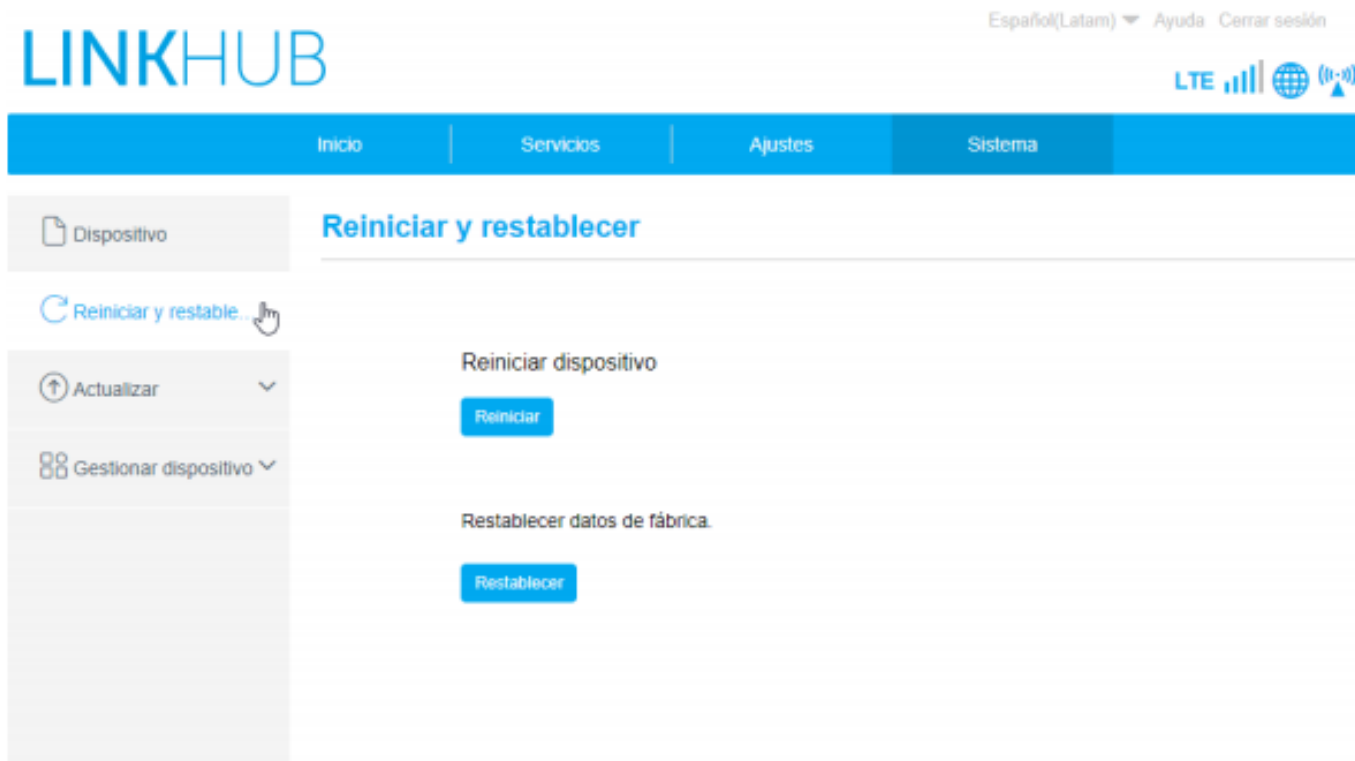 Español(Latam) Ayuda Cerrar sesión
LINKHUB
LTE
Inicio Servicios Ajustes Sistema
Dispositivo
Reiniciar y restablecer
Reiniciar y restable...
Reiniciar dispositivo
Actualizar
Reiniciar
Gestionar dispositivo
Restablecer datos de fábrica.
Restablecer